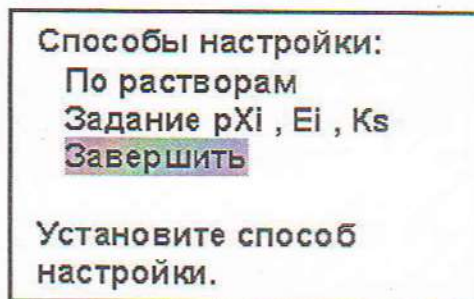 Способы настройки:
По растворам
Задание pXi , Ei , Ks
Завершить
Установите способ
настройки.